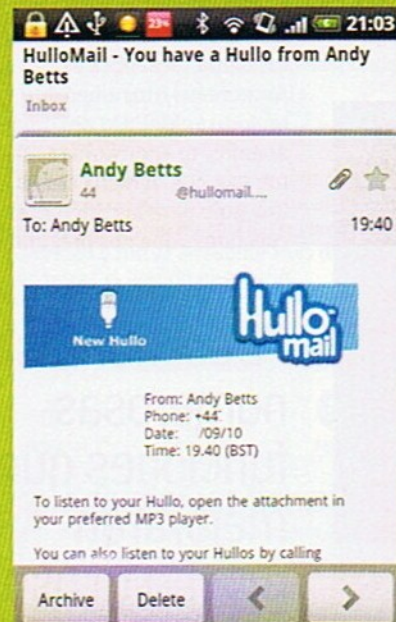 23%
21:03
HulloMail - You have a Hullo from Andy
Betts
Inbox
Andy Betts
44 @hullomail....
To: Andy Betts 19:40
New Hullo
Hullo
mail
From: Andy Betts
Phone: +44
Date: /09/10
Time: 19.40 (BST)
To listen to your Hullo, open the attachment in
your preferred MP3 player.
You can also listen to your Hullos by calling
Archive Delete